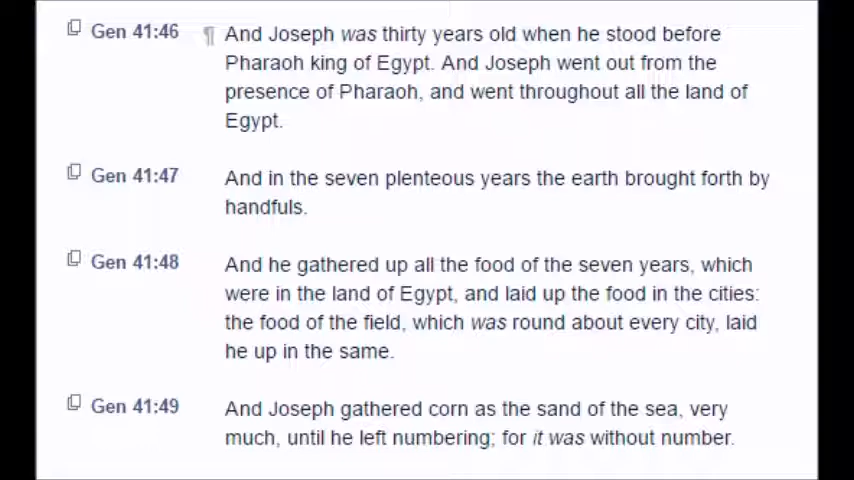 Gen 41:46 ¶ And Joseph was thirty years old when he stood before
Pharaoh king of Egypt. And Joseph went out from the
presence of Pharaoh, and went throughout all the land of
Egypt.
Gen 41:47 And in the seven plenteous years the earth brought forth by
handfuls.
Gen 41:48 And he gathered up all the food of the seven years, which
were in the land of Egypt, and laid up the food in the cities:
the food of the field, which was round about every city, laid
he up in the same.
Gen 41:49 And Joseph gathered corn as the sand of the sea, very
much, until he left numbering; for it was without number.